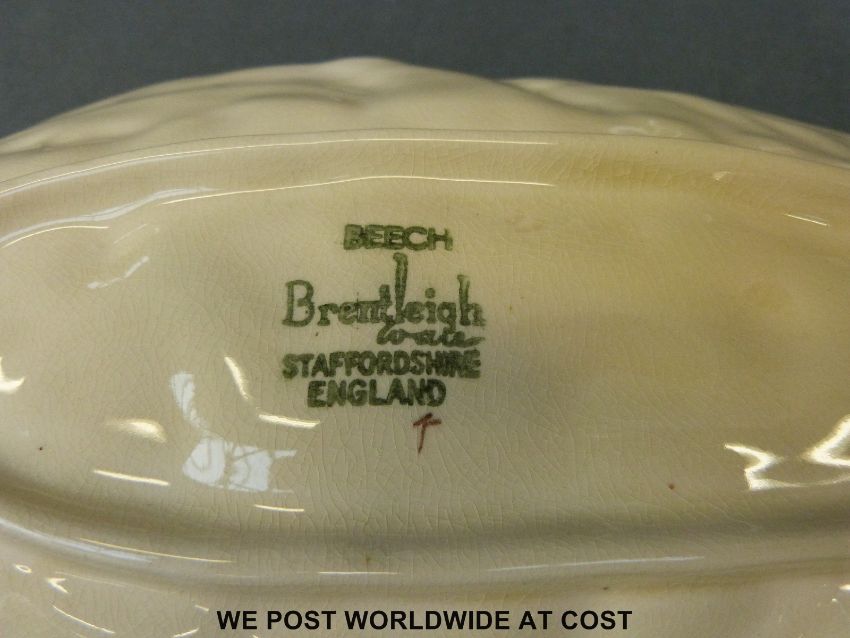 BEECH
Brentleigh
Ware
STAFFORDSHIRE
ENGLAND
WE POST WORLDWIDE AT COST